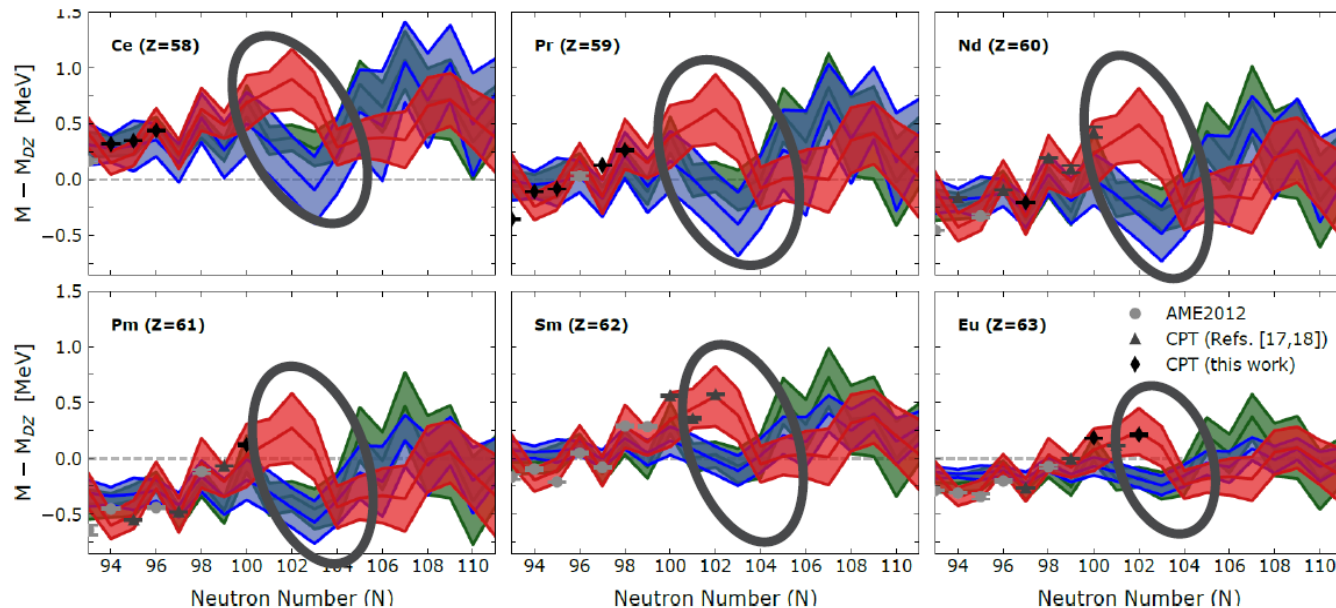 1.5
1.0
0.5
0.0
−0.5
M − M_DZ [MeV]
Ce (Z=58)
Pr (Z=59)
Nd (Z=60)
1.5
1.0
0.5
0.0
−0.5
M − M_DZ [MeV]
Pm (Z=61)
Sm (Z=62)
Eu (Z=63)
AME2012
CPT (Refs. [17,18])
CPT (this work)
94 96 98 100 102 104 106 108 110
94 96 98 100 102 104 106 108 110
94 96 98 100 102 104 106 108 110
Neutron Number (N)
Neutron Number (N)
Neutron Number (N)